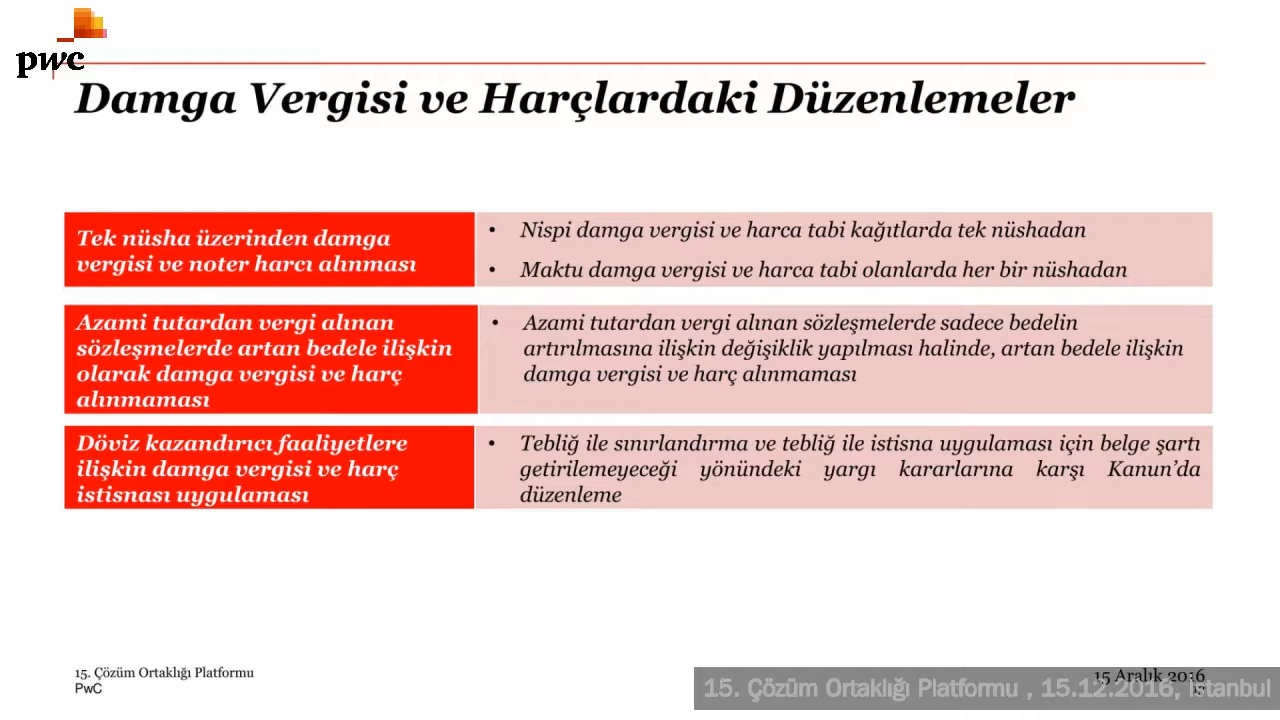 pwc
Damga Vergisi ve Harçlardaki Düzenlemeler
Tek nüsha üzerinden damga
vergisi ve noter harcı alınması
• Nispi damga vergisi ve harca tabi kağıtlarda tek nüshadan
• Maktu damga vergisi ve harca tabi olanlarda her bir nüshadan
Azami tutardan vergi alınan
sözleşmelerde artan bedele ilişkin
olarak damga vergisi ve harç
alınmaması
• Azami tutardan vergi alınan sözleşmelerde sadece bedelin
artırılmasına ilişkin değişiklik yapılması halinde, artan bedele ilişkin
damga vergisi ve harç alınmaması
Döviz kazandırıcı faaliyetlere
ilişkin damga vergisi ve harç
istisnası uygulaması
• Tebliğ ile sınırlandırma ve tebliğ ile istisna uygulaması için belge şartı
getirilemeyeceği yönündeki yargı kararlarına karşı Kanun’da
düzenleme
15. Çözüm Ortaklığı Platformu
PwC
15 Aralık 2016
15. Çözüm Ortaklığı Platformu , 15.12.2016, İstanbul